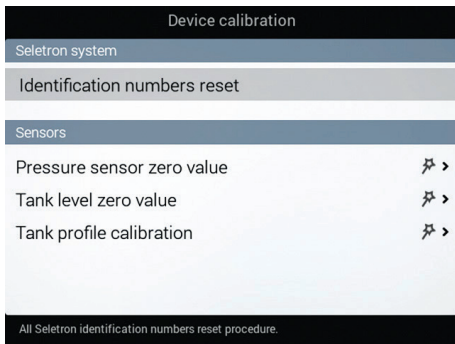 Device calibration
Seletron system
Identification numbers reset
Sensors
Pressure sensor zero value
Tank level zero value
Tank profile calibration
All Seletron identification numbers reset procedure.